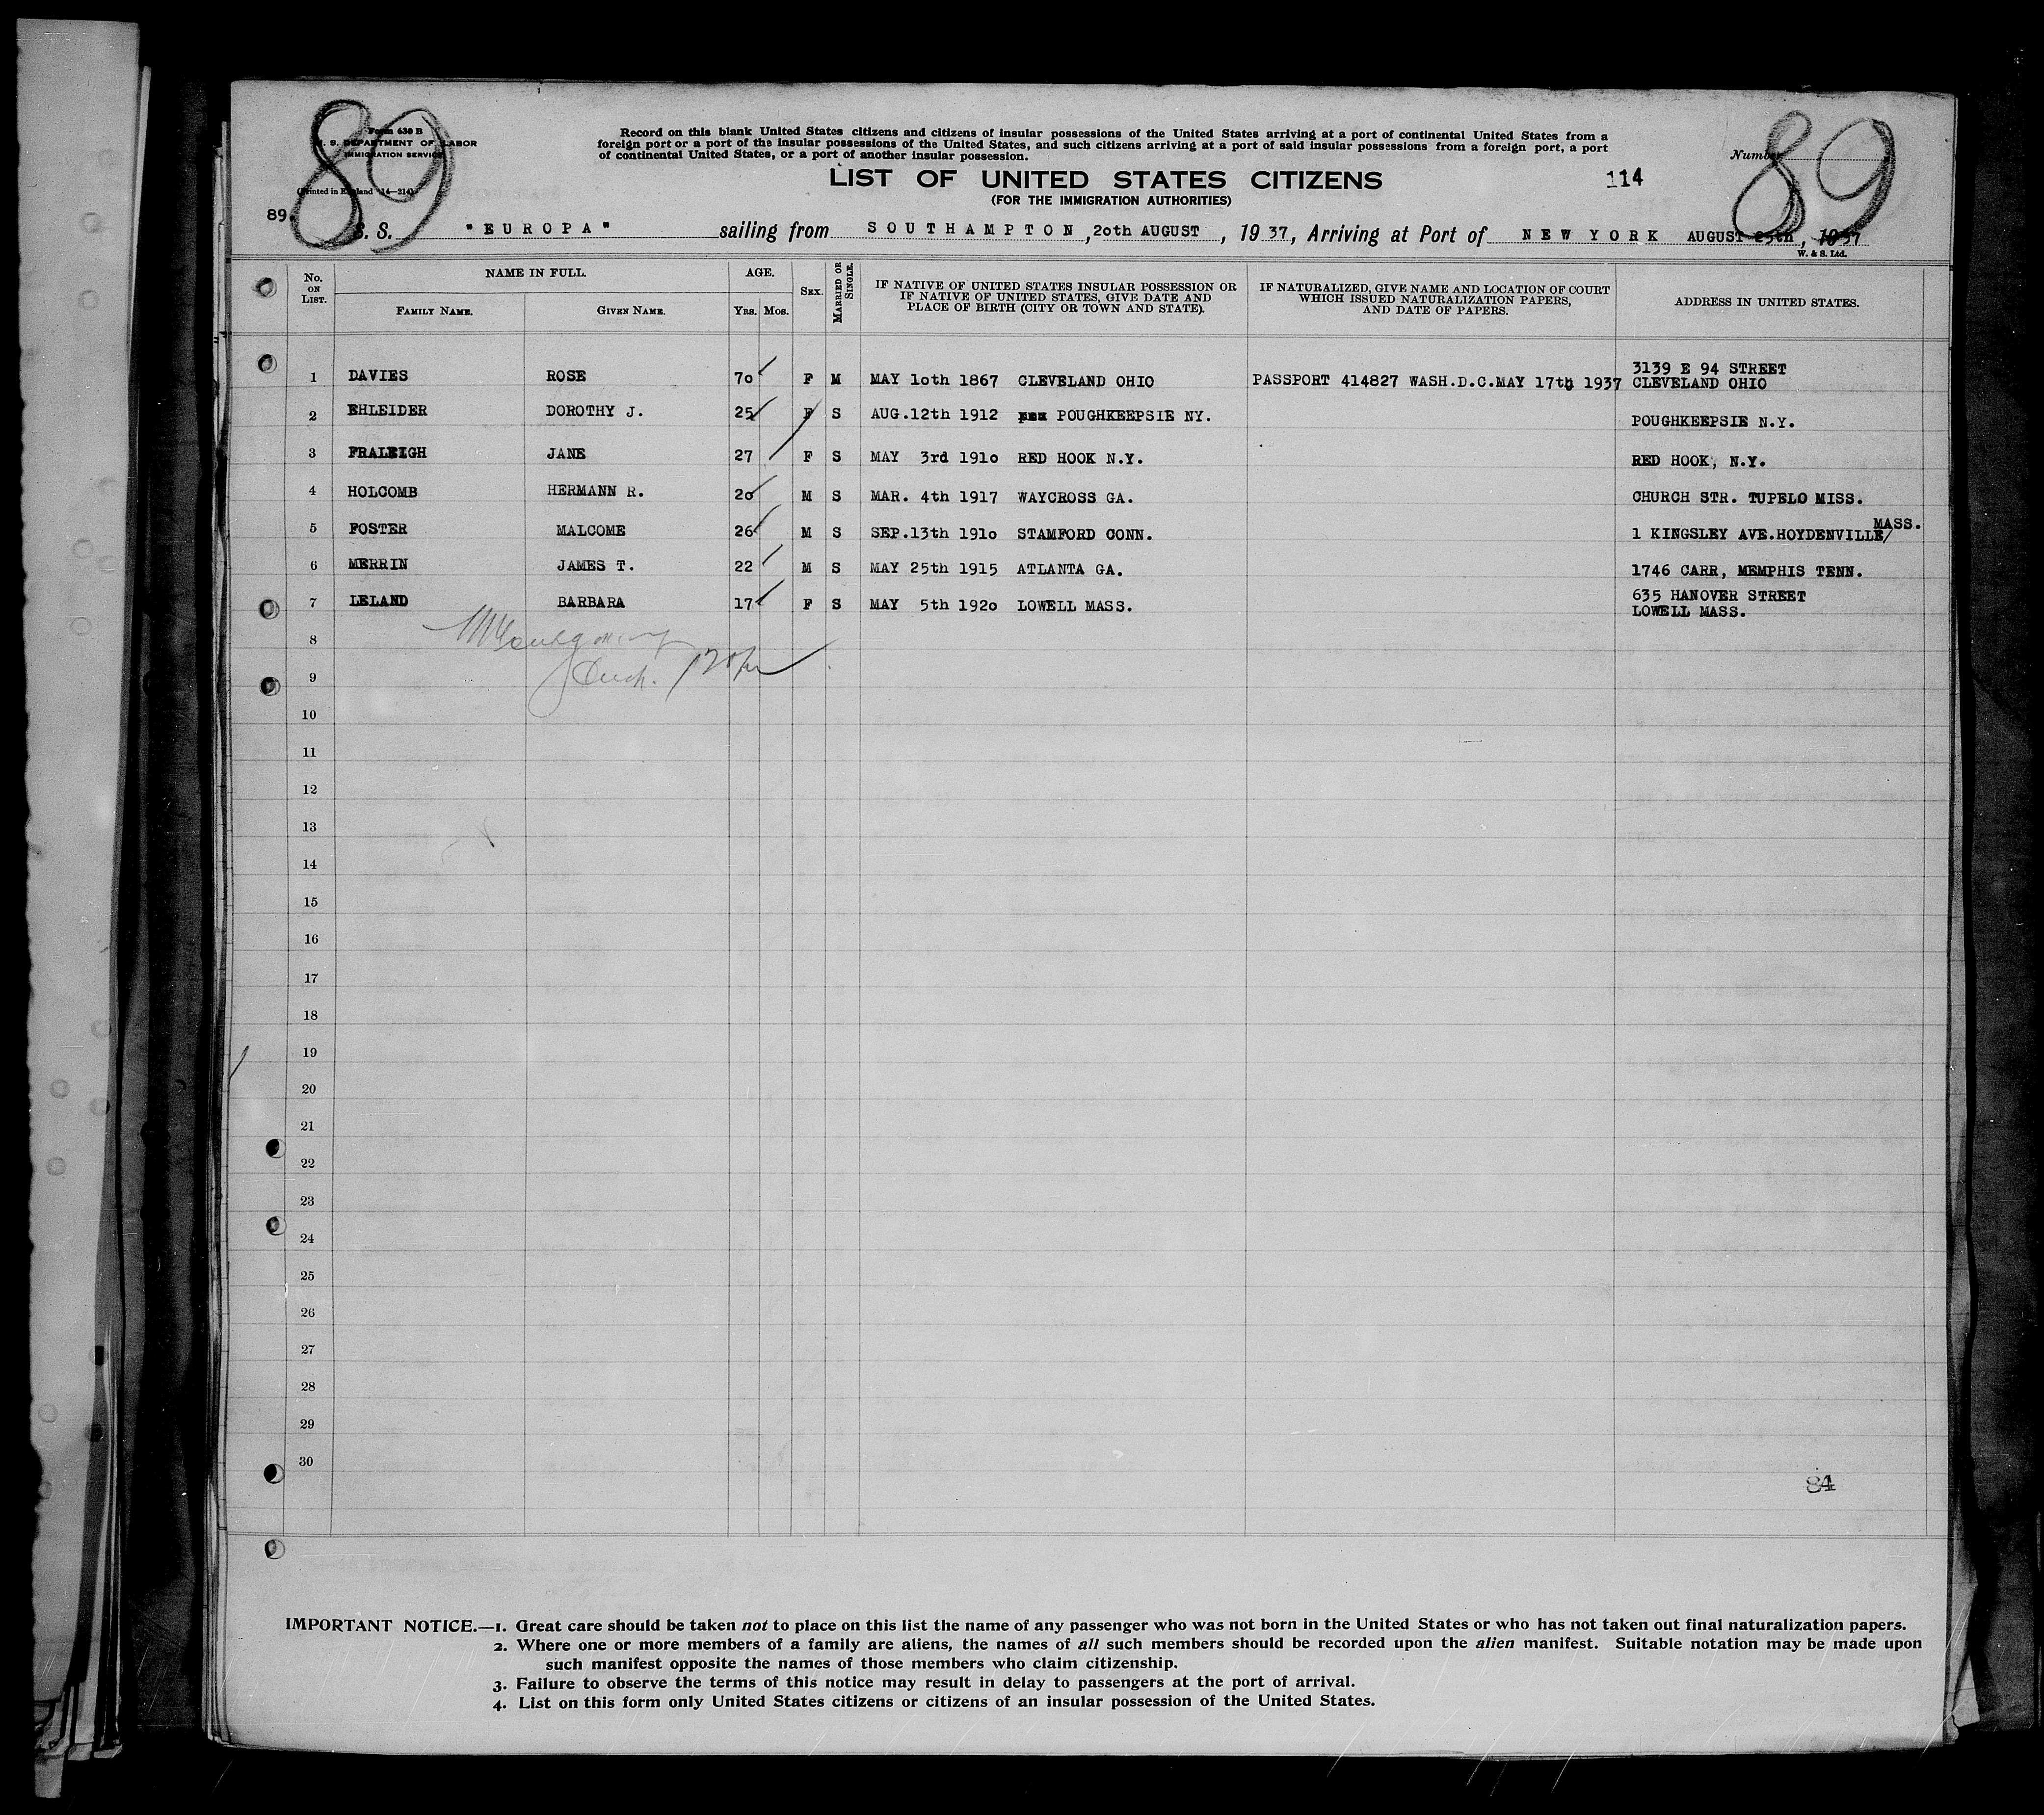 89 89
Form 630 B
U. S. DEPARTMENT OF LABOR
IMMIGRATION SERVICE
(Printed in England 14—214)
Record on this blank United States citizens and citizens of insular possessions of the United States arriving at a port of continental United States from a
foreign port or a port of the insular possessions of the United States, and such citizens arriving at a port of said insular possessions from a foreign port, a port
of continental United States, or a port of another insular possession.
Number
LIST OF UNITED STATES CITIZENS 114
(FOR THE IMMIGRATION AUTHORITIES)
89.
S. S. "EUROPA" sailing from SOUTHAMPTON, 2oth AUGUST, 1937, Arriving at Port of NEW YORK AUGUST 25th, 1937
W. & S. Ltd.
No. ON LIST. NAME IN FULL. AGE. SEX. MARRIED OR SINGLE. IF NATIVE OF UNITED STATES INSULAR POSSESSION OR IF NATIVE OF UNITED STATES, GIVE DATE AND PLACE OF BIRTH (CITY OR TOWN AND STATE). IF NATURALIZED, GIVE NAME AND LOCATION OF COURT WHICH ISSUED NATURALIZATION PAPERS, AND DATE OF PAPERS. ADDRESS IN UNITED STATES.
FAMILY NAME. GIVEN NAME. YRS. MOS.
1 DAVIES ROSE 7o F M MAY 1oth 1867 CLEVELAND OHIO PASSPORT 414827 WASH.D.C.MAY 17th 1937 3139 E 94 STREET CLEVELAND OHIO
2 EHLEIDER DOROTHY J. 25 F S AUG.12th 1912 POUGHKEEPSIE NY. POUGHKEEPSIE N.Y.
3 FRALEIGH JANE 27 F S MAY 3rd 191o RED HOOK N.Y. RED HOOK, N.Y.
4 HOLCOMB HERMANN R. 2o M S MAR. 4th 1917 WAYCROSS GA. CHURCH STR. TUPELO MISS.
5 FOSTER MALCOME 26 M S SEP.13th 191o STAMFORD CONN. 1 KINGSLEY AVE.HOYDENVILLE/ MASS.
6 MERRIN JAMES T. 22 M S MAY 25th 1915 ATLANTA GA. 1746 CARR, MEMPHIS TENN.
7 LELAND BARBARA 17 F S MAY 5th 192o LOWELL MASS. 635 HANOVER STREET LOWELL MASS.
8
9
10
11
12
13
14
15
16
17
18
19
20
21
22
23
24
25
26
27
28
29
30
84
IMPORTANT NOTICE.—1. Great care should be taken not to place on this list the name of any passenger who was not born in the United States or who has not taken out final naturalization papers.
2. Where one or more members of a family are aliens, the names of all such members should be recorded upon the alien manifest. Suitable notation may be made upon
such manifest opposite the names of those members who claim citizenship.
3. Failure to observe the terms of this notice may result in delay to passengers at the port of arrival.
4. List on this form only United States citizens or citizens of an insular possession of the United States.